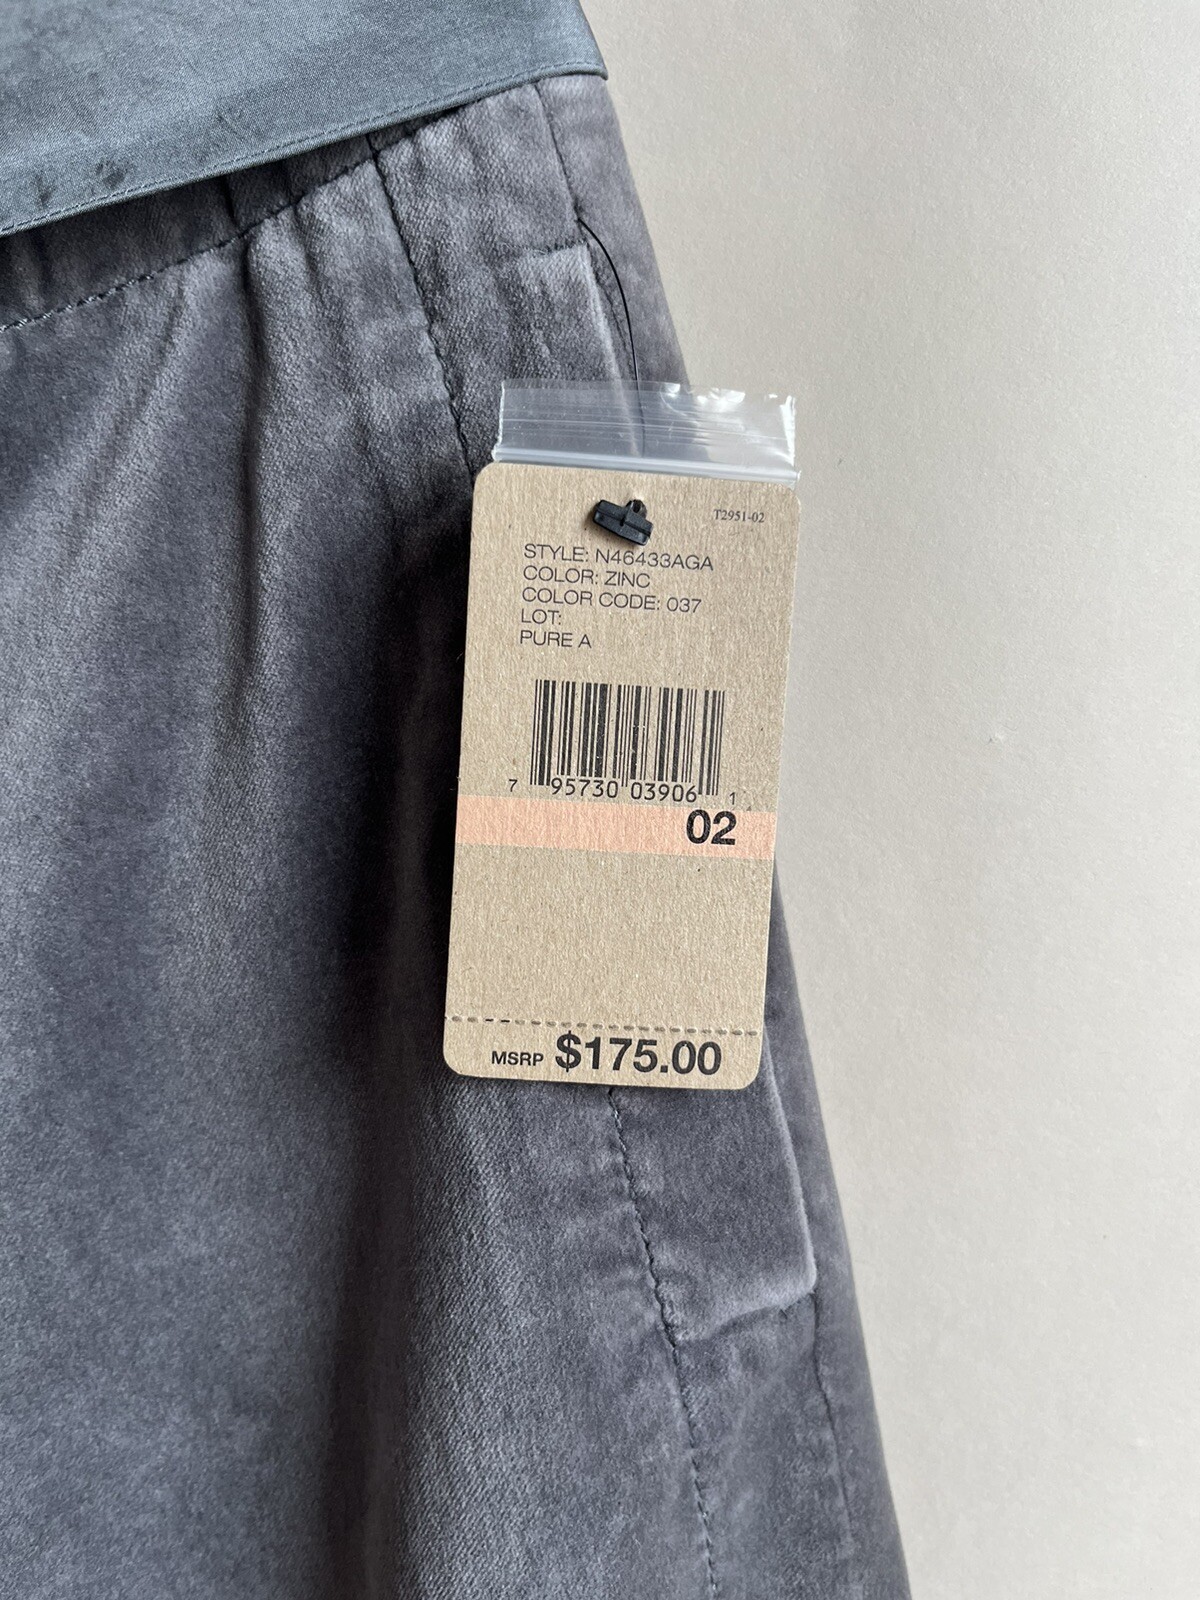 T2951-02
STYLE: N46433AGA
COLOR: ZINC
COLOR CODE: 037
LOT:
PURE A
7 95730 03906 1
02
MSRP $175.00